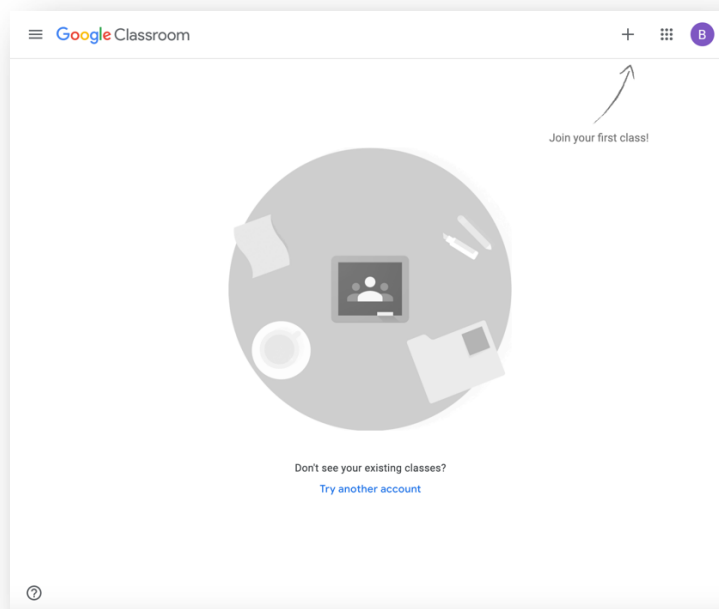 Google Classroom
B
Join your first class!
Don't see your existing classes?
Try another account